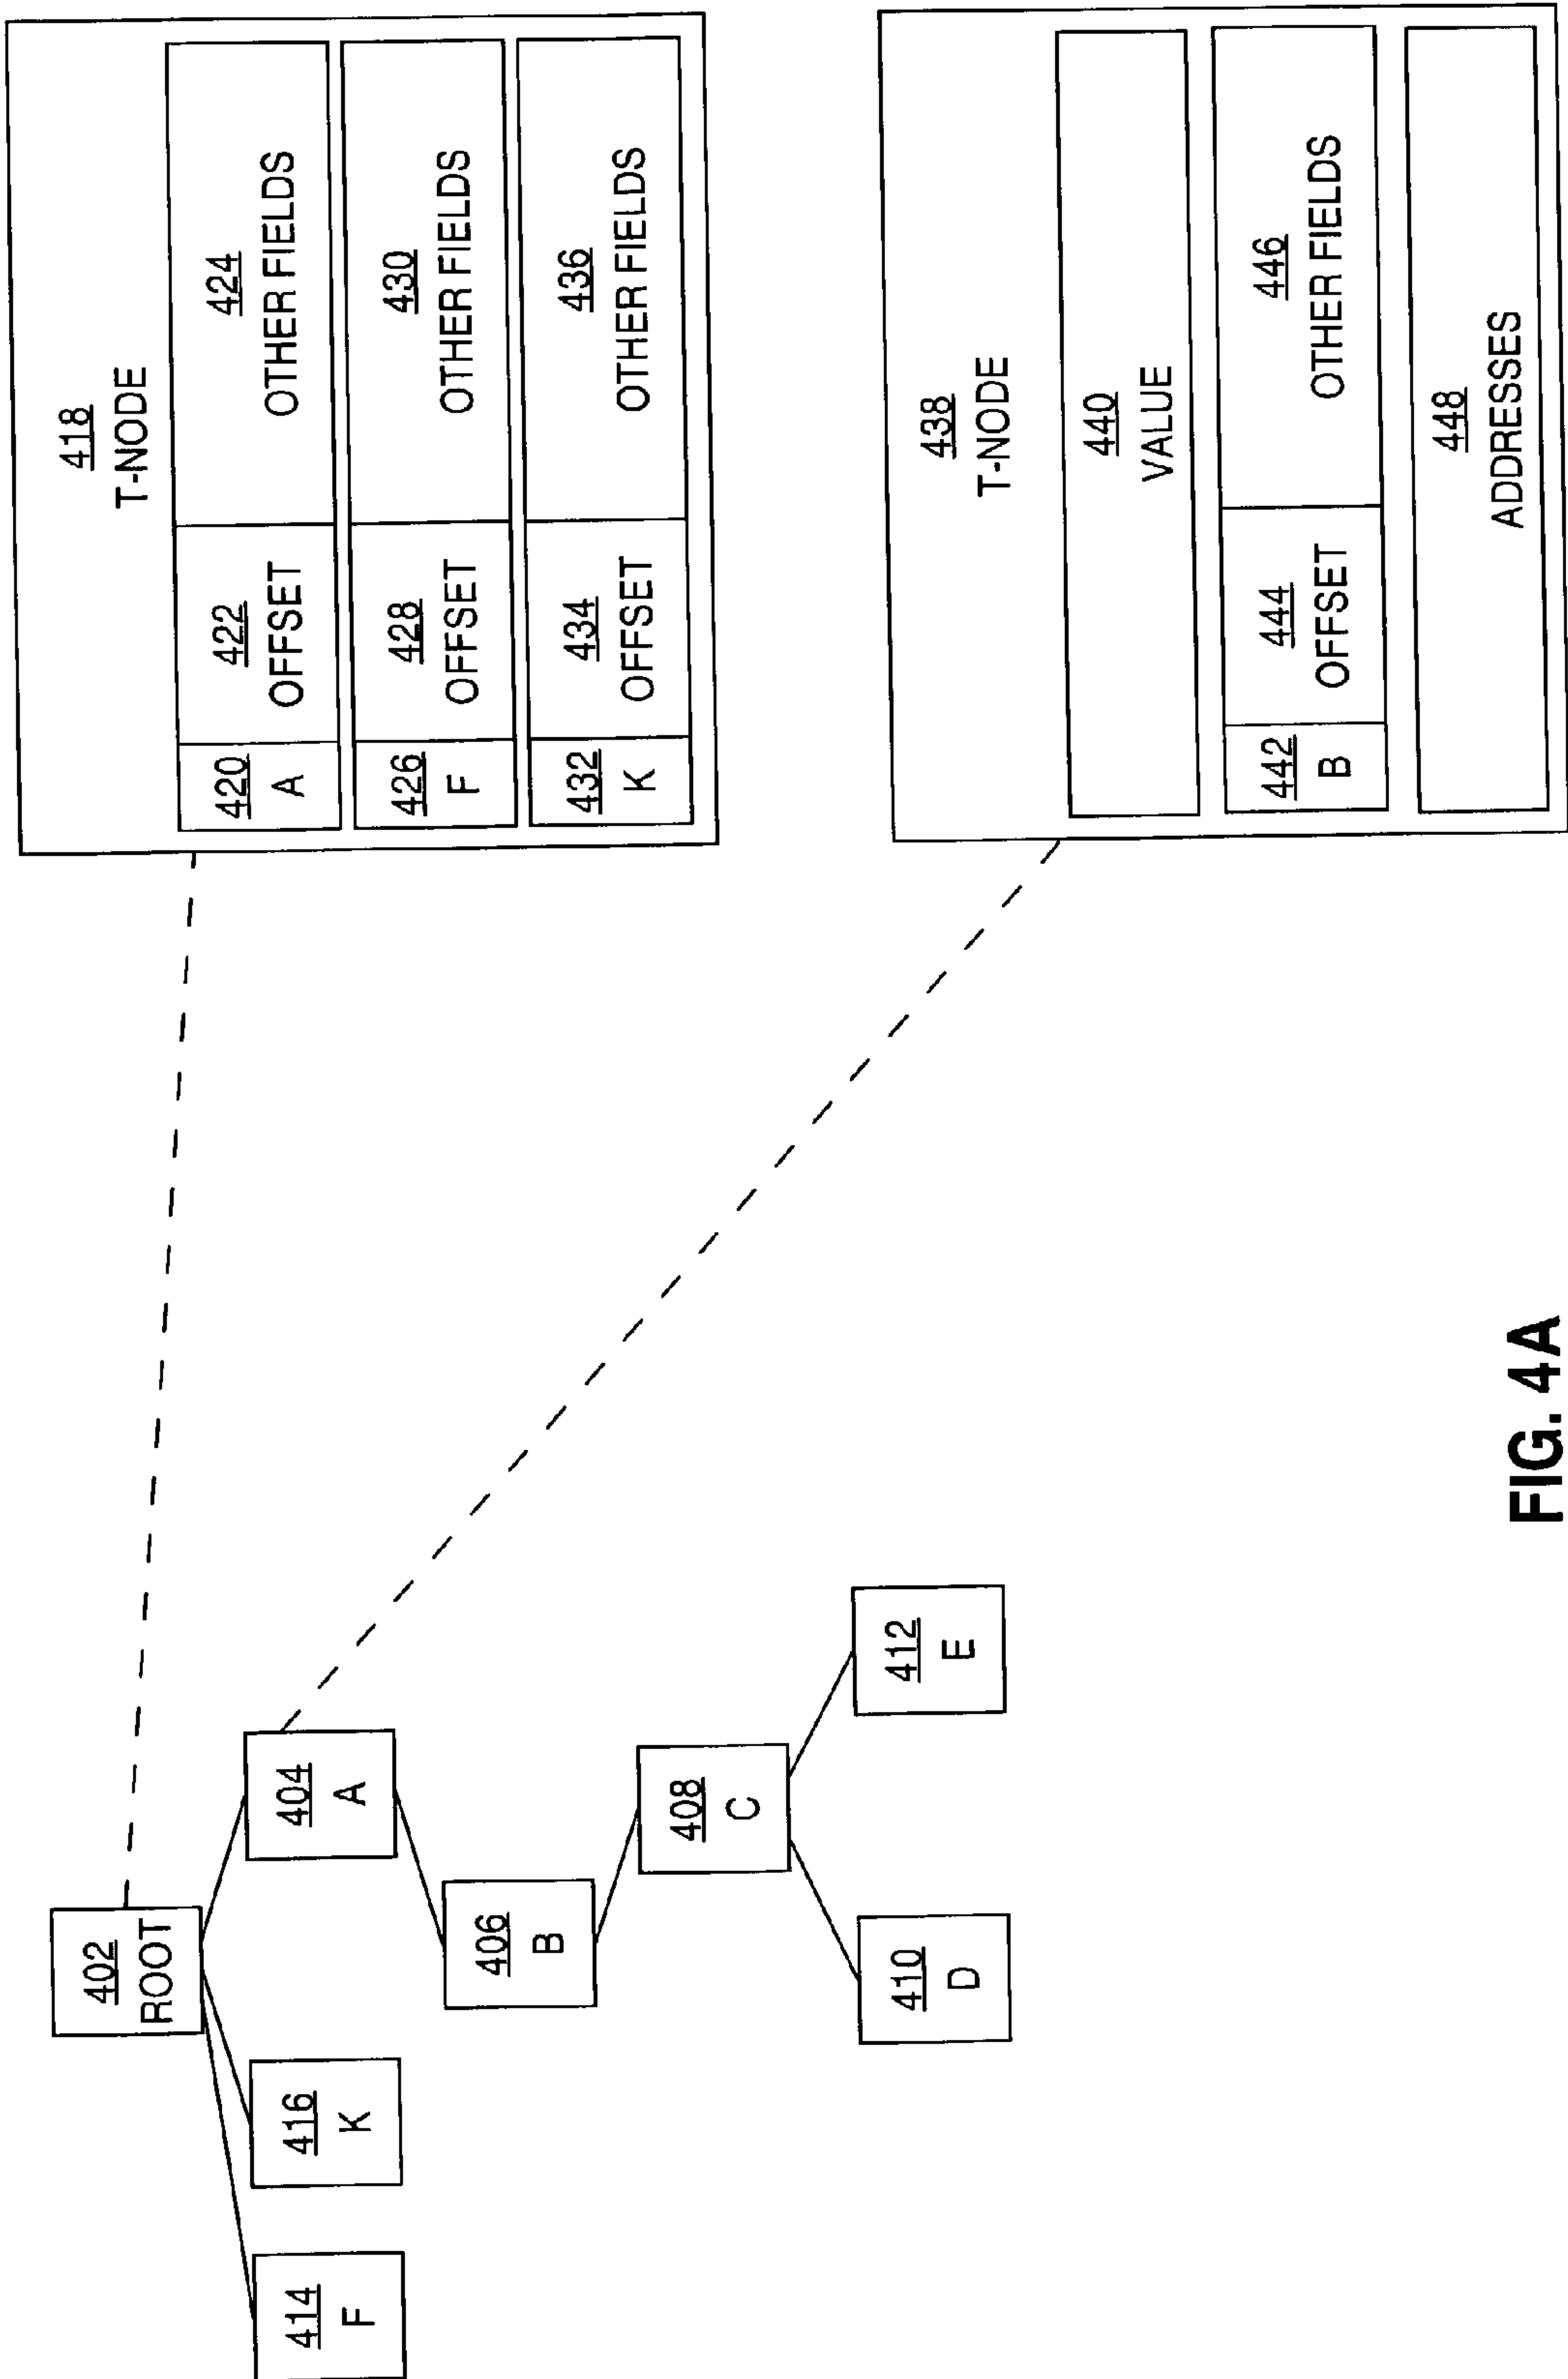 402
ROOT
414
F
416
K
404
A
406
B
408
C
410
D
412
E
418
T-NODE
420
A
422
OFFSET
424
OTHER FIELDS
426
F
428
OFFSET
430
OTHER FIELDS
432
K
434
OFFSET
436
OTHER FIELDS
438
T-NODE
440
VALUE
442
B
444
OFFSET
446
OTHER FIELDS
448
ADDRESSES
FIG. 4A